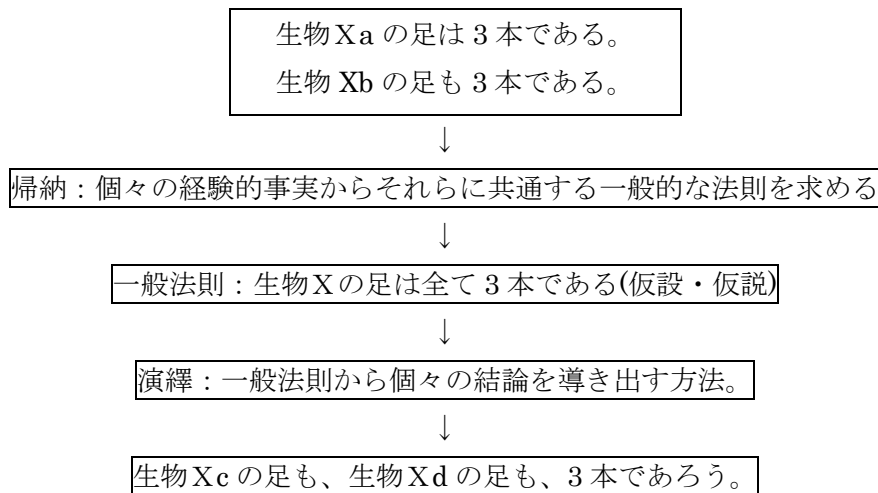 生物Xaの足は3本である。
生物Xbの足も3本である。
↓
帰納：個々の経験的事実からそれらに共通する一般的な法則を求める
↓
一般法則：生物Xの足は全て3本である(仮設・仮説)
↓
演繹：一般法則から個々の結論を導き出す方法。
↓
生物Xcの足も、生物Xdの足も、3本であろう。